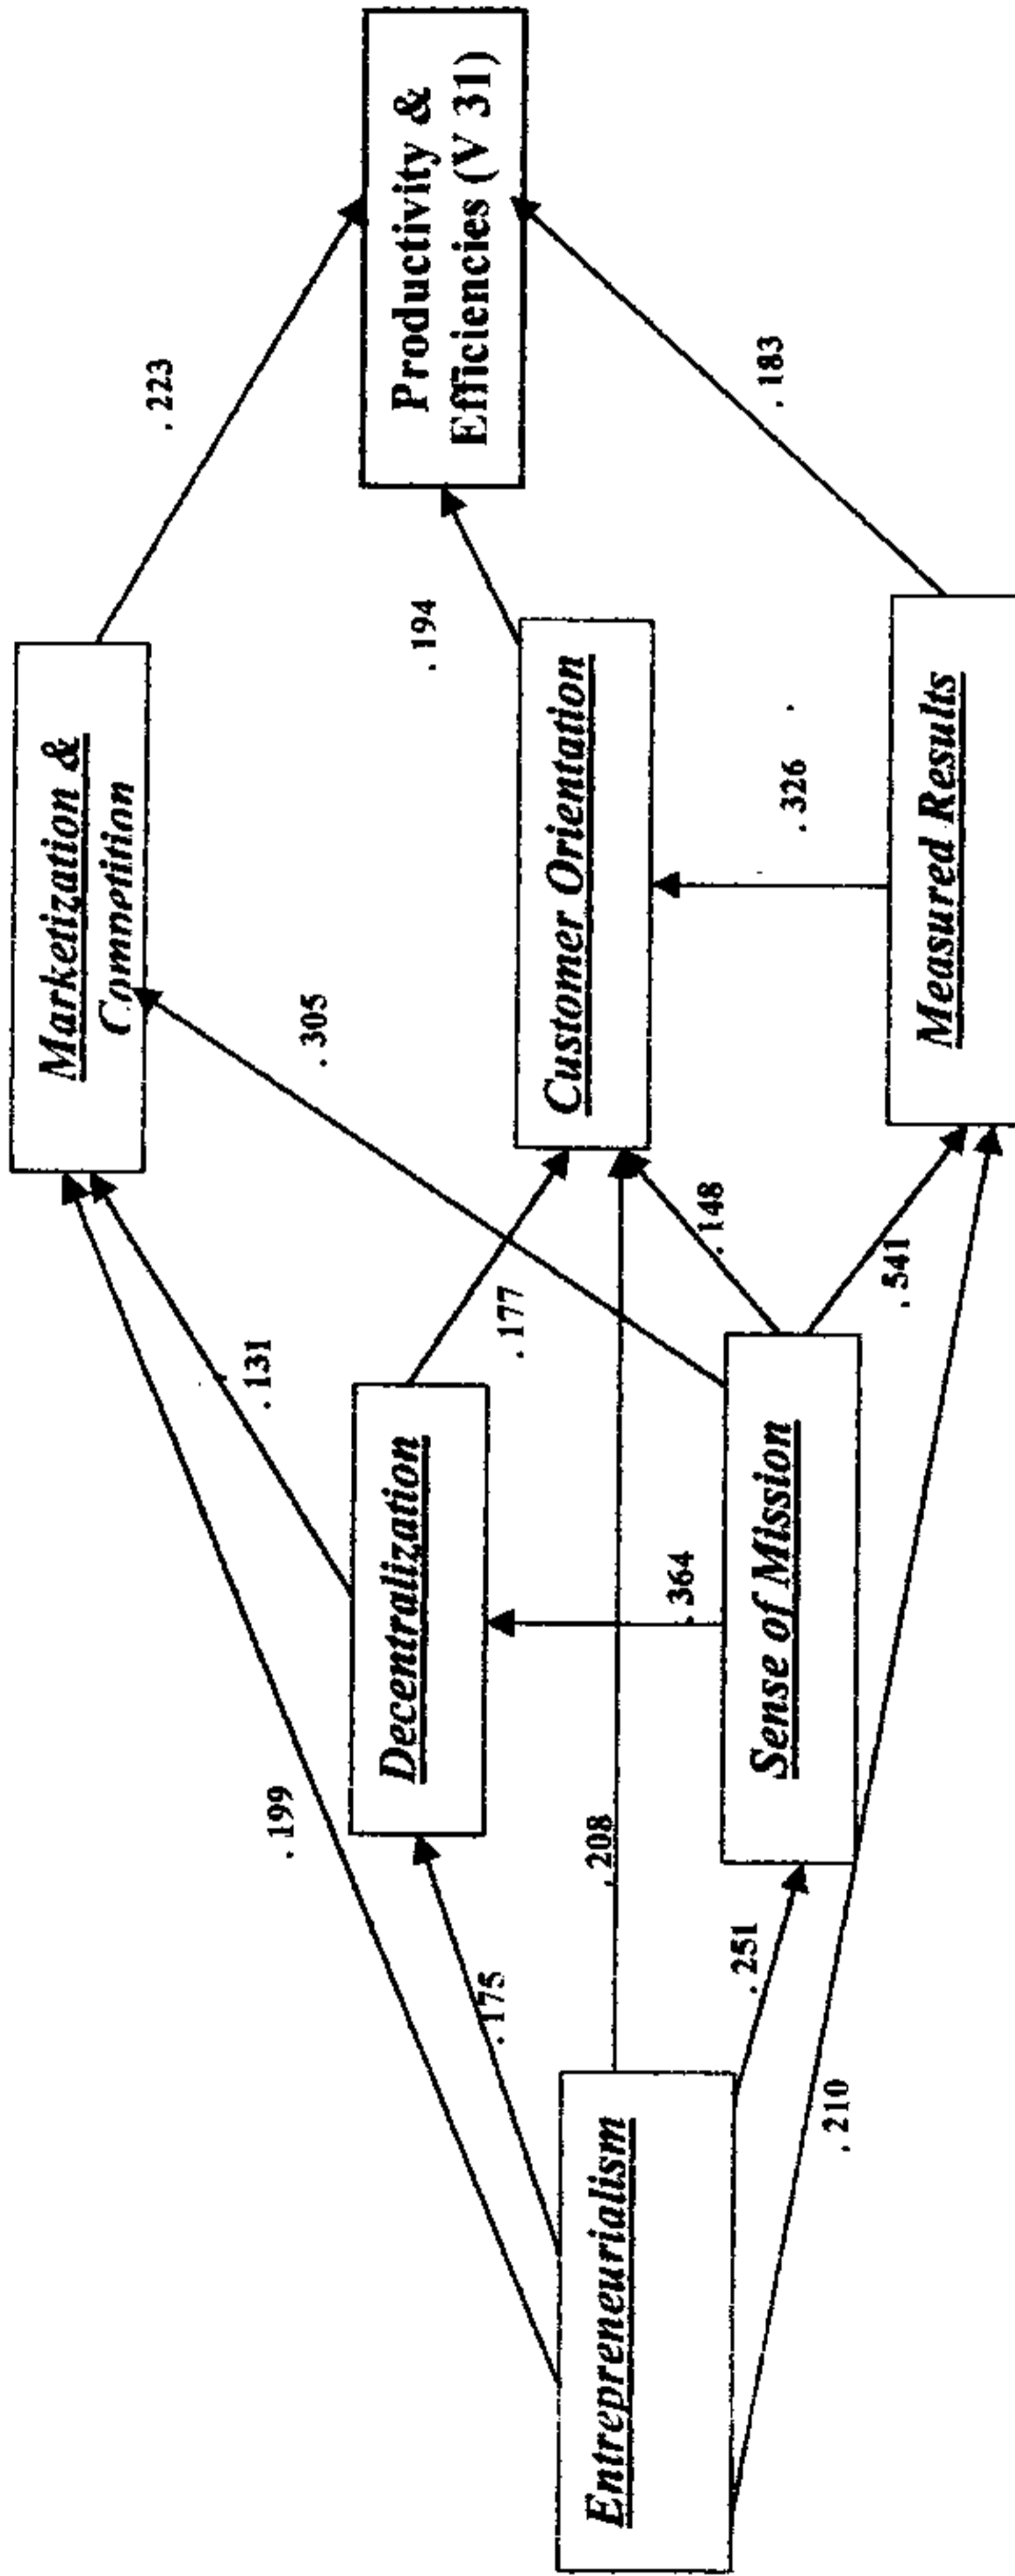 Marketization &
Competition
.223
.199
.131
.305
Decentralization
.194
Productivity &
Efficiencies (V 31)
.175
.177
Customer Orientation
.208
.364
.148
.326
.183
Entrepreneurialism
.251
Sense of Mission
.541
Measured Results
.210